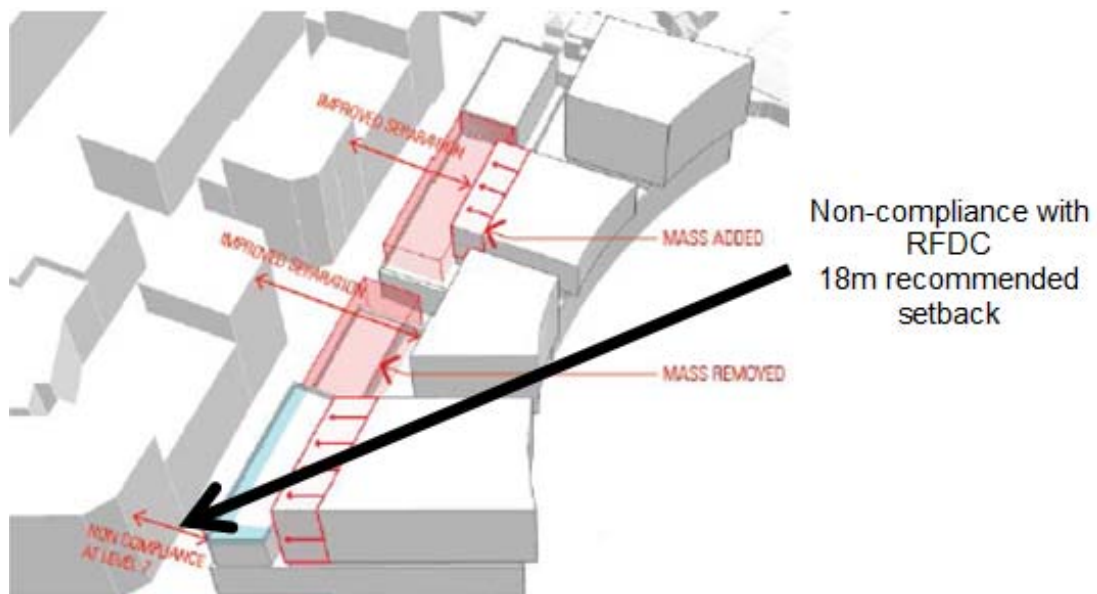 IMPROVED SEPARATION
MASS ADDED
Non-compliance with
RFDC
18m recommended
setback
IMPROVED SEPARATION
MASS REMOVED
NON COMPLIANCE
AT LEVEL 7